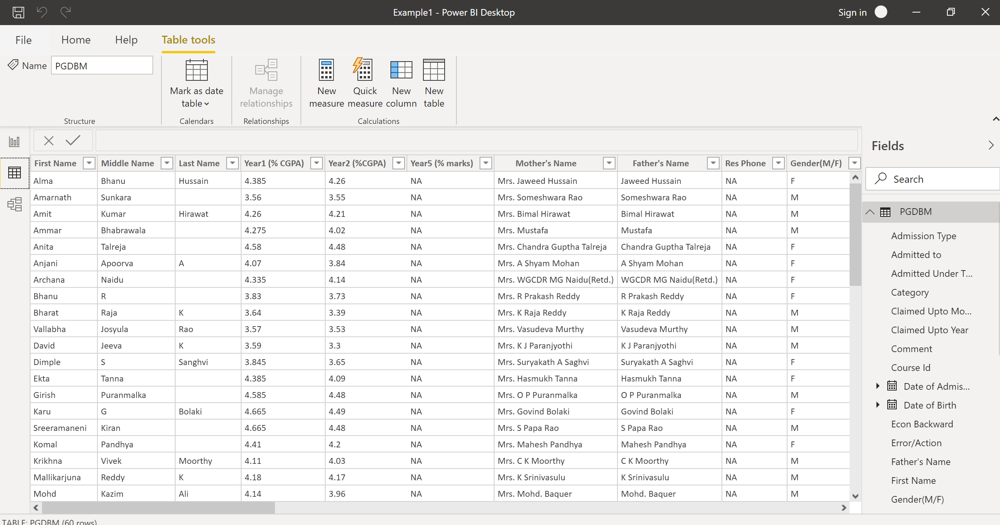 Example1 - Power BI Desktop
Sign in
File Home Help Table tools
Name PGDBM
Mark as date table
Manage relationships
New measure
Quick measure
New column
New table
Structure Calendars Relationships Calculations
First Name Middle Name Last Name Year1 (% CGPA) Year2 (%CGPA) Year5 (% marks) Mother's Name Father's Name Res Phone Gender(M/F)
Alma Bhanu Hussain 4.385 4.26 NA Mrs. Jaweed Hussain Jaweed Hussain NA F
Amarnath Sunkara 3.56 3.55 NA Mrs. Someshwara Rao Someshwara Rao NA M
Amit Kumar Hirawat 4.26 4.21 NA Mrs. Bimal Hirawat Bimal Hirawat NA M
Ammar Bhabrawala 4.275 4.02 NA Mrs. Mustafa Mustafa NA M
Anita Talreja 4.58 4.48 NA Mrs. Chandra Guptha Talreja Chandra Guptha Talreja NA F
Anjani Apoorva A 4.07 3.84 NA Mrs. A Shyam Mohan A Shyam Mohan NA F
Archana Naidu 4.335 4.14 NA Mrs. WGCDR MG Naidu(Retd.) WGCDR MG Naidu(Retd.) NA F
Bhanu R 3.83 3.73 NA Mrs. R Prakash Reddy R Prakash Reddy NA F
Bharat Raja K 3.64 3.39 NA Mrs. K Raja Reddy K Raja Reddy NA M
Vallabha Josyula Rao 3.57 3.53 NA Mrs. Vasudeva Murthy Vasudeva Murthy NA M
David Jeeva K 3.59 3.3 NA Mrs. K J Paranjyothi K J Paranjyothi NA M
Dimple S Sanghvi 3.845 3.65 NA Mrs. Suryakath A Saghvi Suryakath A Saghvi NA F
Ekta Tanna 4.385 4.09 NA Mrs. Hasmukh Tanna Hasmukh Tanna NA F
Girish Puranmalka 4.585 4.48 NA Mrs. O P Puranmalka O P Puranmalka NA M
Karu G Bolaki 4.665 4.49 NA Mrs. Govind Bolaki Govind Bolaki NA F
Sreeramaneni Kiran 4.665 4.48 NA Mrs. S Papa Rao S Papa Rao NA M
Komal Pandhya 4.41 4.2 NA Mrs. Mahesh Pandhya Mahesh Pandhya NA F
Krikhna Vivek Moorthy 4.11 4.03 NA Mrs. C K Moorthy C K Moorthy NA M
Mallikarjuna Reddy K 4.18 4.17 NA Mrs. K Srinivasulu K Srinivasulu NA M
Mohd Kazim Ali 4.14 3.96 NA Mrs. Mohd. Baquer Mohd. Baquer NA M
TABLE: PGDBM (60 rows)
Fields
Search
PGDBM
Admission Type
Admitted to
Admitted Under T...
Category
Claimed Upto Mo...
Claimed Upto Year
Comment
Course Id
Date of Admis...
Date of Birth
Econ Backward
Error/Action
Father's Name
First Name
Gender(M/F)